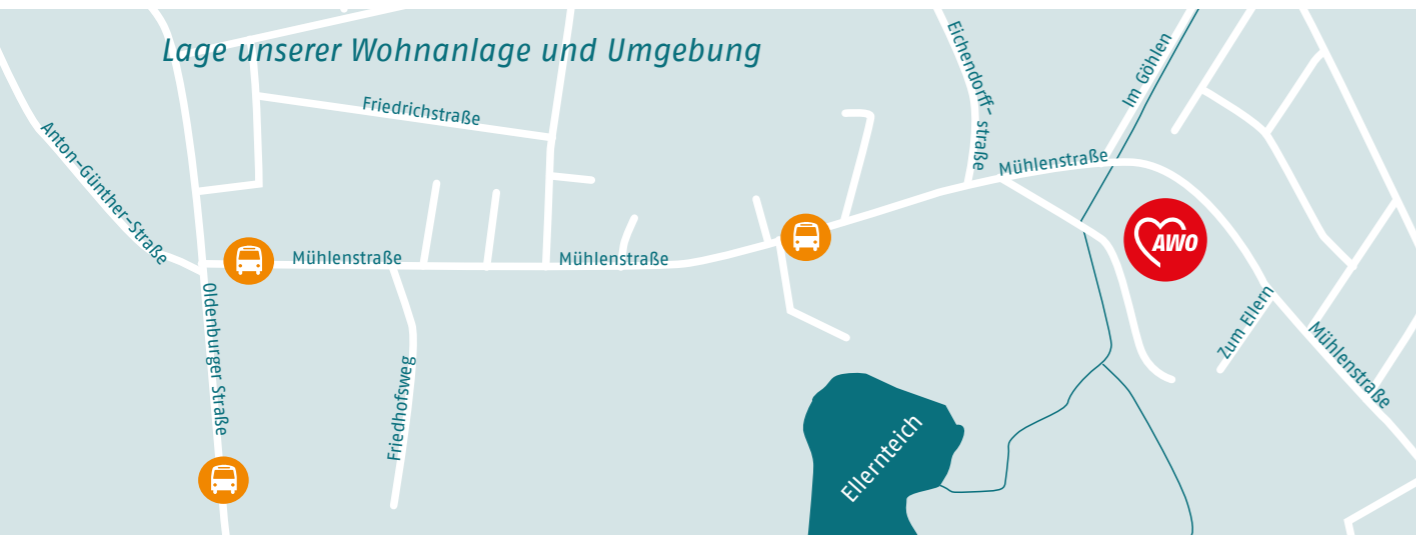 Lage unserer Wohnanlage und Umgebung
Eichendorff-
straße
Im Göhlen
Friedrichstraße
Anton-Günther-Straße
Mühlenstraße
AWO
Mühlenstraße
Mühlenstraße
Oldenburger Straße
Zum Ellern
Mühlenstraße
Friedhofsweg
Ellernteich